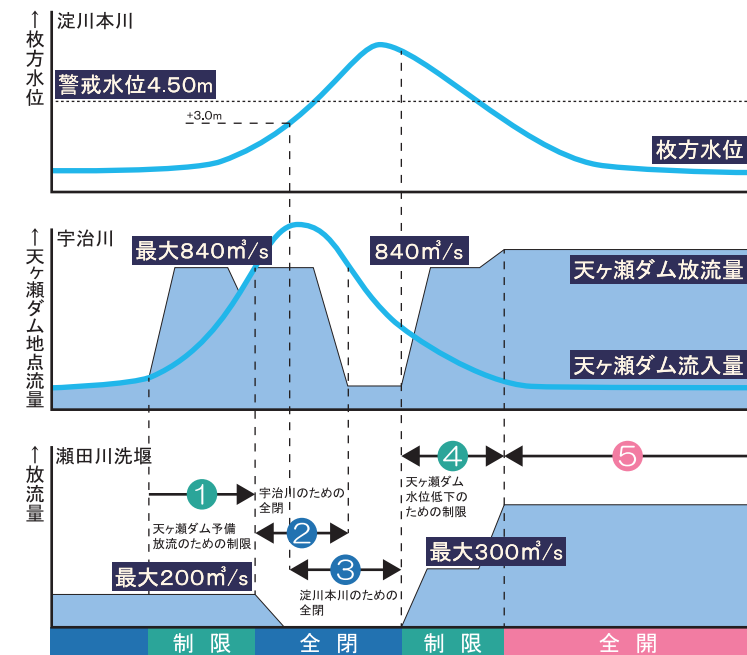 ↑枚方水位
淀川本川
警戒水位4.50m
+3.0m
枚方水位
↑天ヶ瀬ダム地点流量
宇治川
最大840㎥/s
840㎥/s
天ヶ瀬ダム放流量
天ヶ瀬ダム流入量
↑放流量
瀬田川洗堰
①
天ヶ瀬ダム予備
放流のための制限
宇治川のための
全閉
②
③
淀川本川のための
全閉
④
天ヶ瀬ダム
水位低下の
ための制限
⑤
最大200㎥/s
最大300㎥/s
制限
全閉
制限
全開